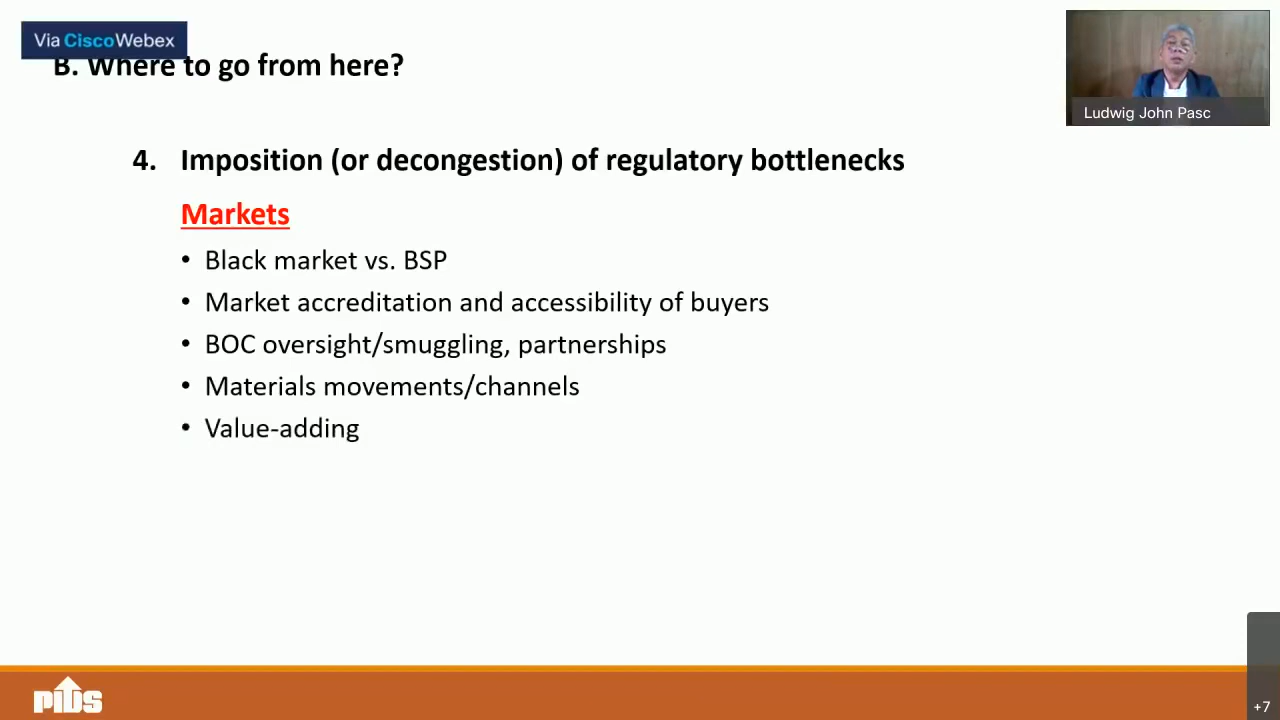 Via CiscoWebex
B. Where to go from here?
Ludwig John Pasc
4. Imposition (or decongestion) of regulatory bottlenecks
Markets
• Black market vs. BSP
• Market accreditation and accessibility of buyers
• BOC oversight/smuggling, partnerships
• Materials movements/channels
• Value-adding
PIDS
+7